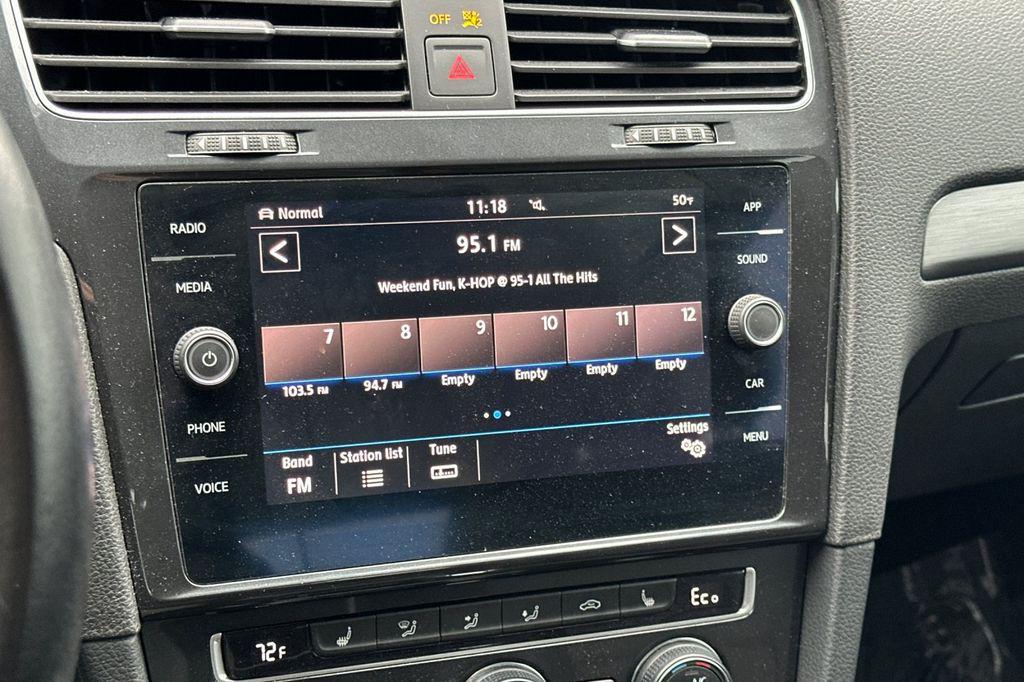 OFF
RADIO
MEDIA
PHONE
VOICE
Normal 11:18 50°F
95.1 FM
Weekend Fun, K-HOP @ 95-1 All The Hits
7 8 9 10 11 12
103.5 FM 94.7 FM Empty Empty Empty Empty
Settings
Band Station list Tune
FM
APP
SOUND
CAR
MENU
72°F Eco